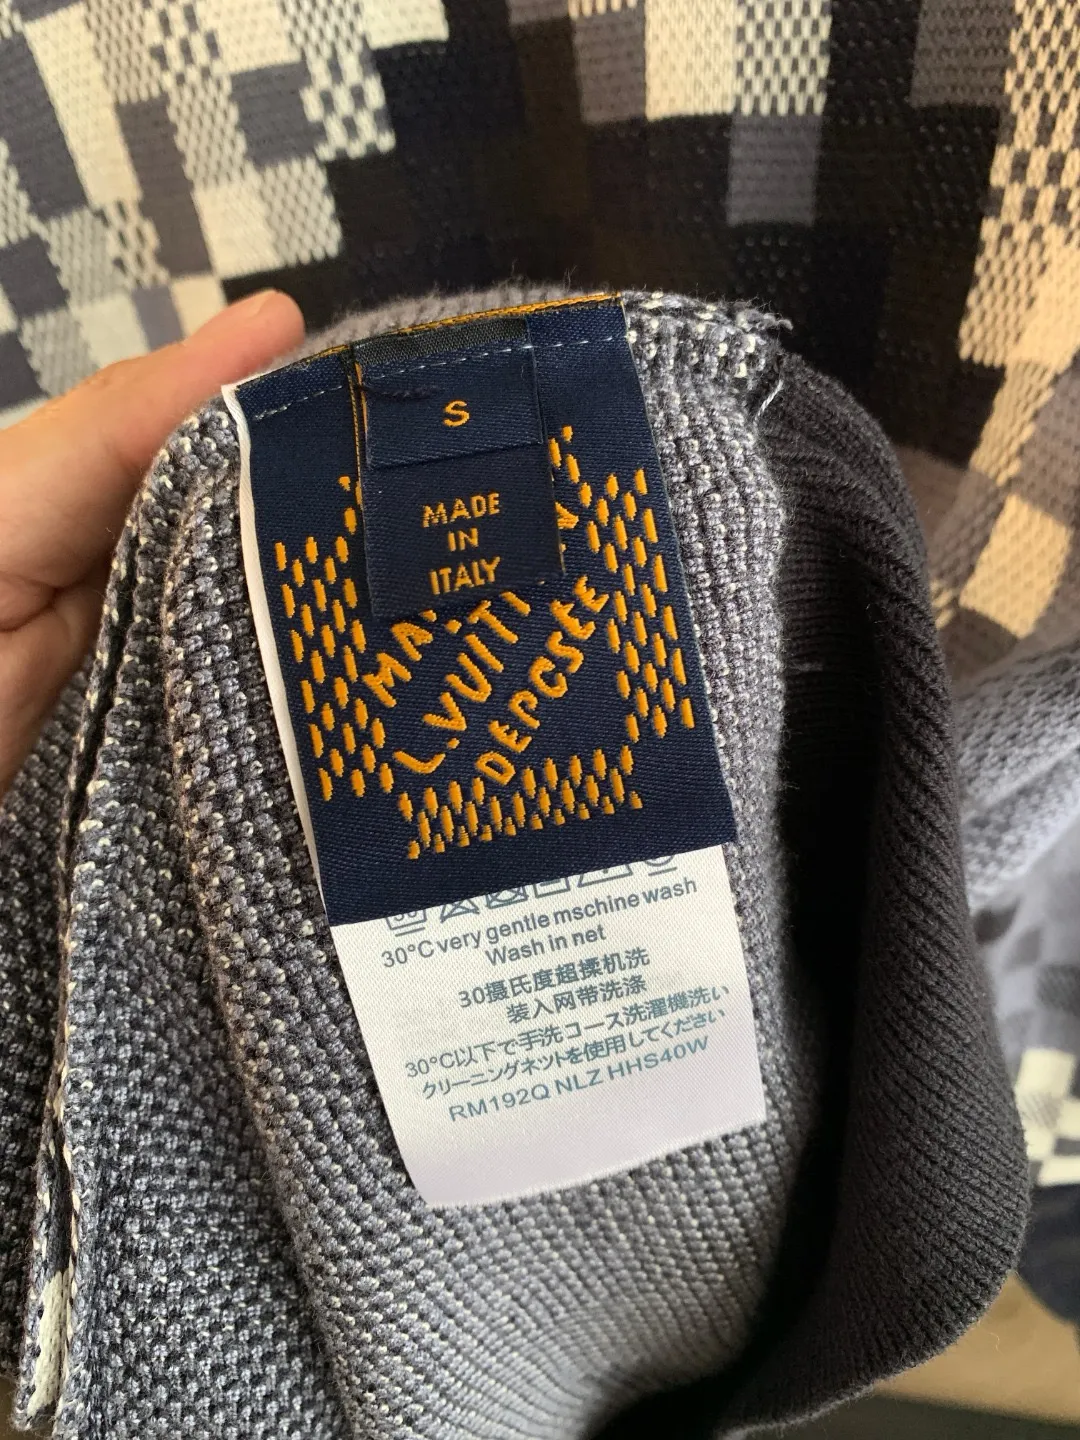 S
MADE
IN
ITALY
MA
L.VUITI
DEPCSEE
30°C very gentle mschine wash
Wash in net
30摄氏度超揉机洗
装入网带洗涤
30°C以下で手洗コース洗濯機洗い
クリーニングネットを使用してください
RM192Q NLZ HHS40W